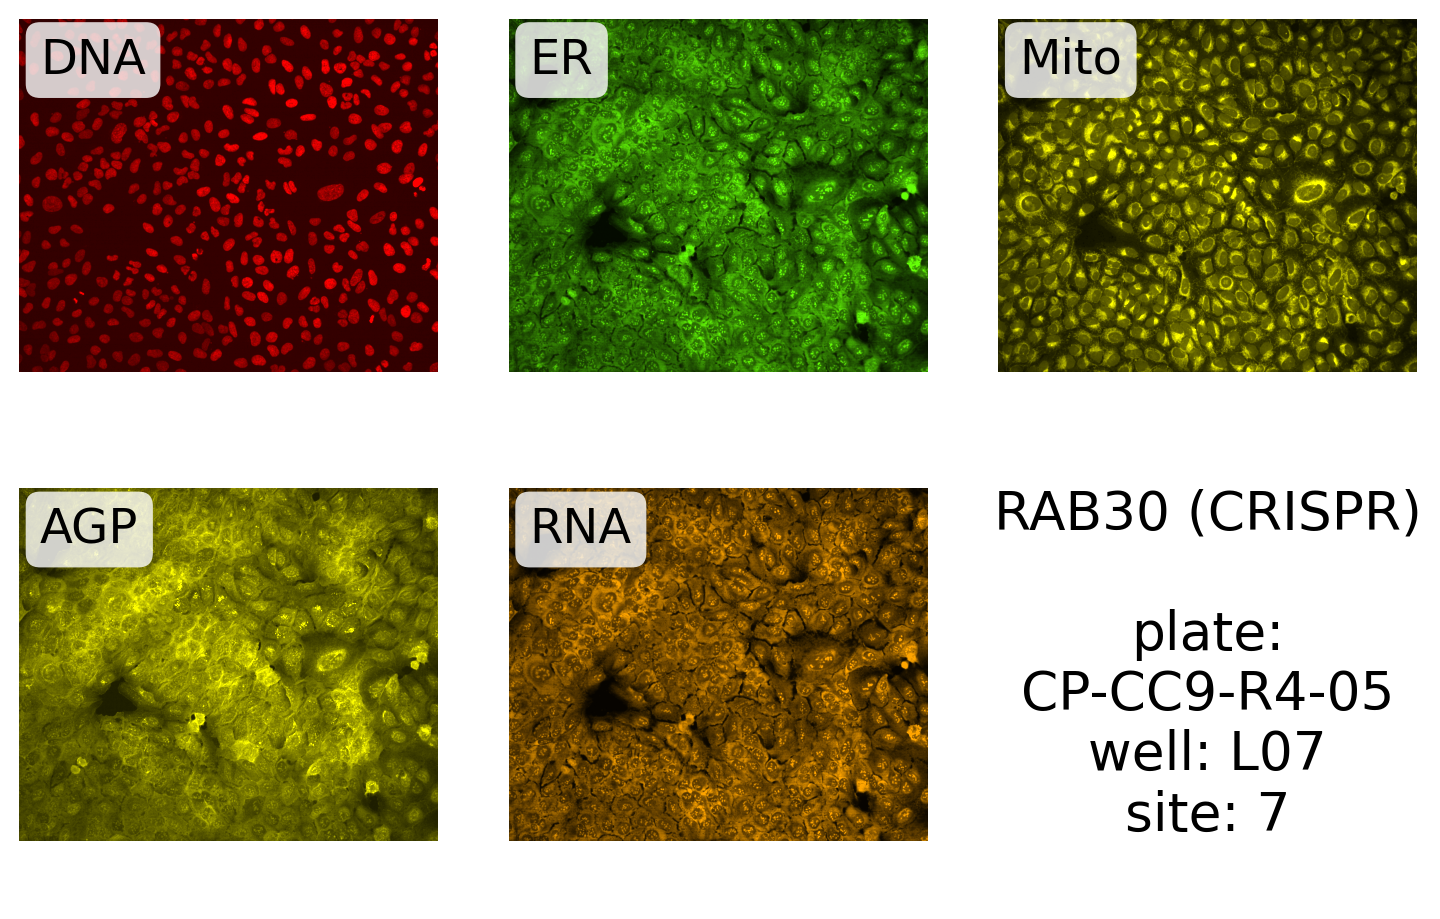 DNA
ER
Mito
AGP
RNA
RAB30 (CRISPR)
plate:
CP-CC9-R4-05
well: L07
site: 7